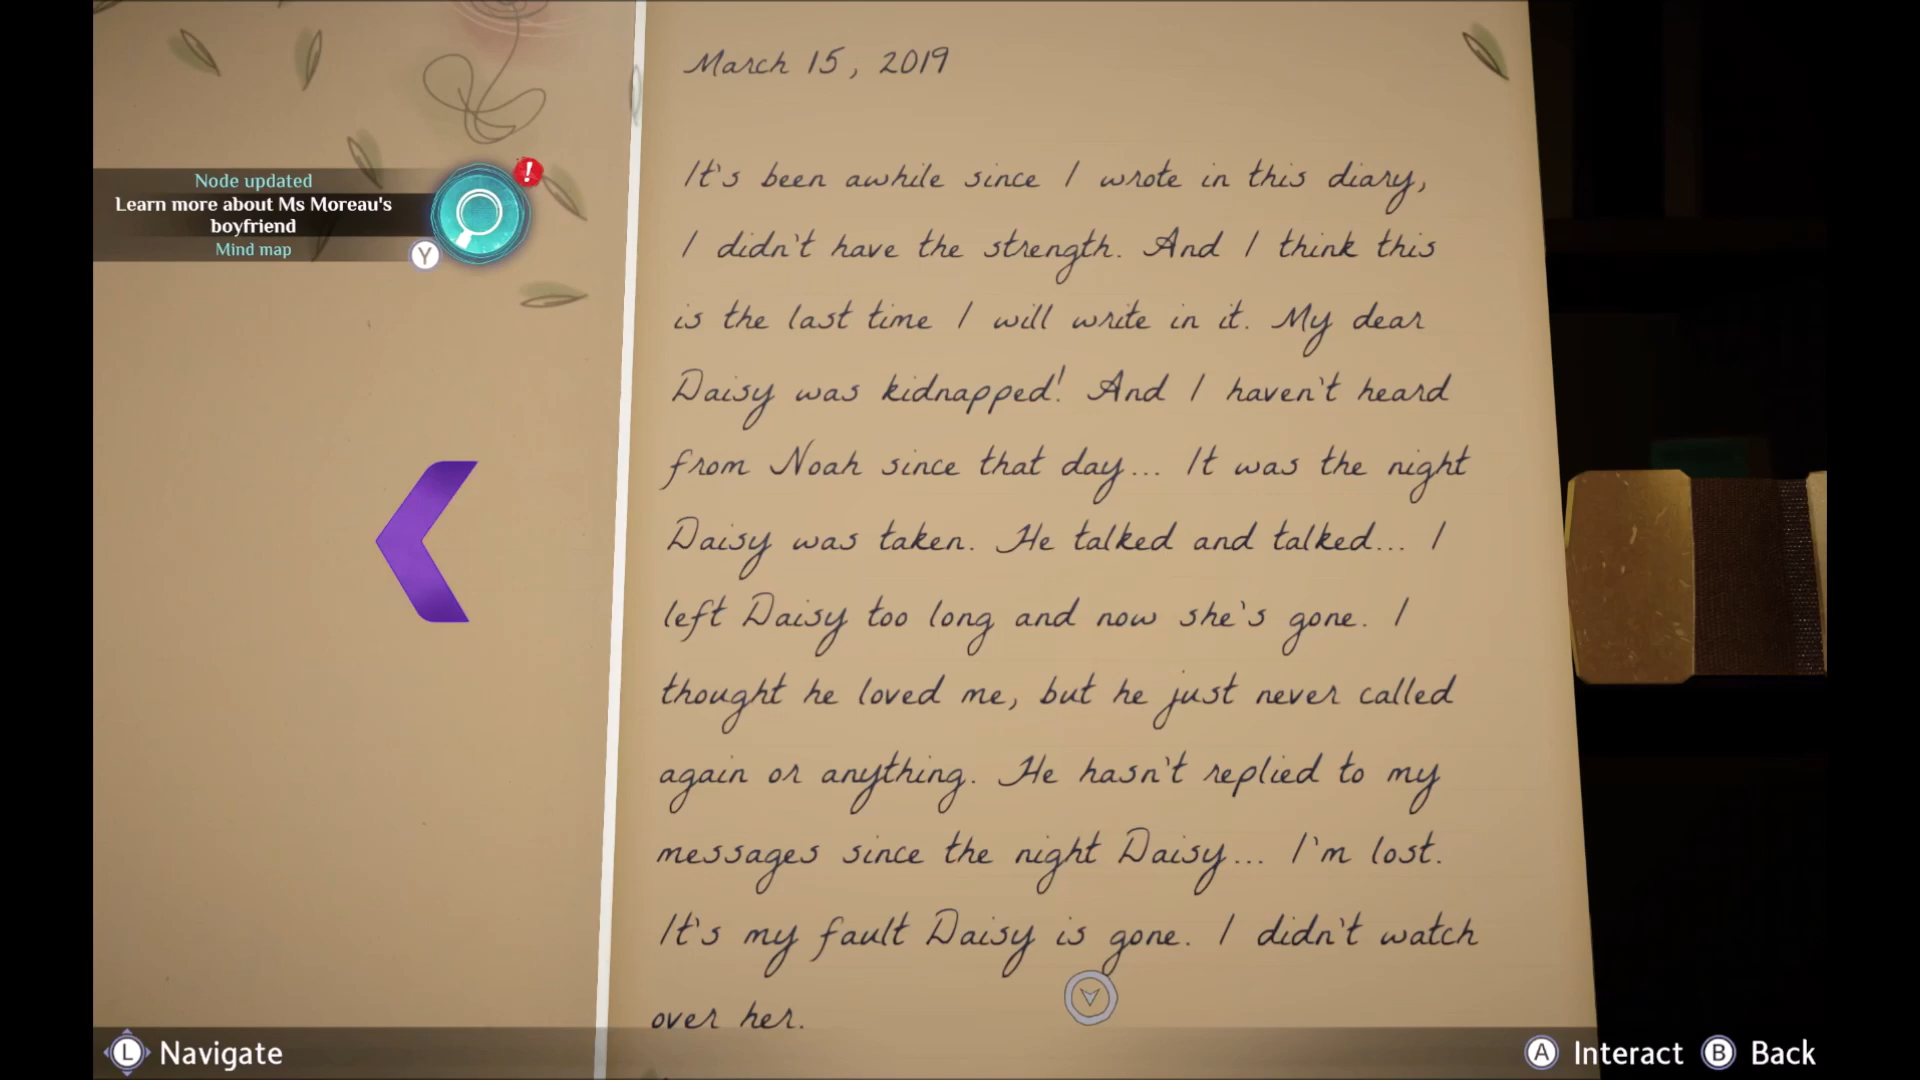 March 15, 2019
Node updated
Learn more about Ms Moreau's
boyfriend
Mind map
Y
It's been awhile since I wrote in this diary,
I didn't have the strength. And I think this
is the last time I will write in it. My dear
Daisy was kidnapped! And I haven't heard
from Noah since that day... It was the night
Daisy was taken. He talked and talked... I
left Daisy too long and now she's gone. I
thought he loved me, but he just never called
again or anything. He hasn't replied to my
messages since the night Daisy... I'm lost.
It's my fault Daisy is gone. I didn't watch
over her.
L Navigate
A Interact B Back